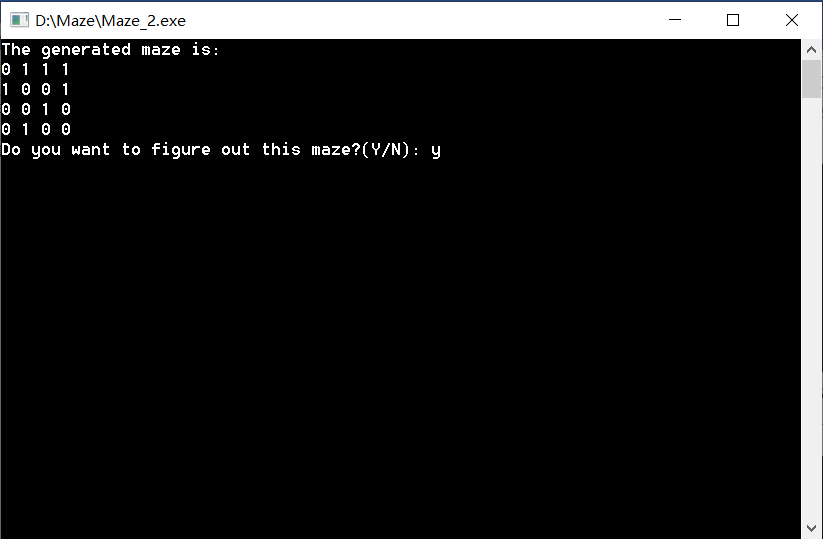 D:\Maze\Maze_2.exe
The generated maze is:
0 1 1 1
1 0 0 1
0 0 1 0
0 1 0 0
Do you want to figure out this maze?(Y/N): y